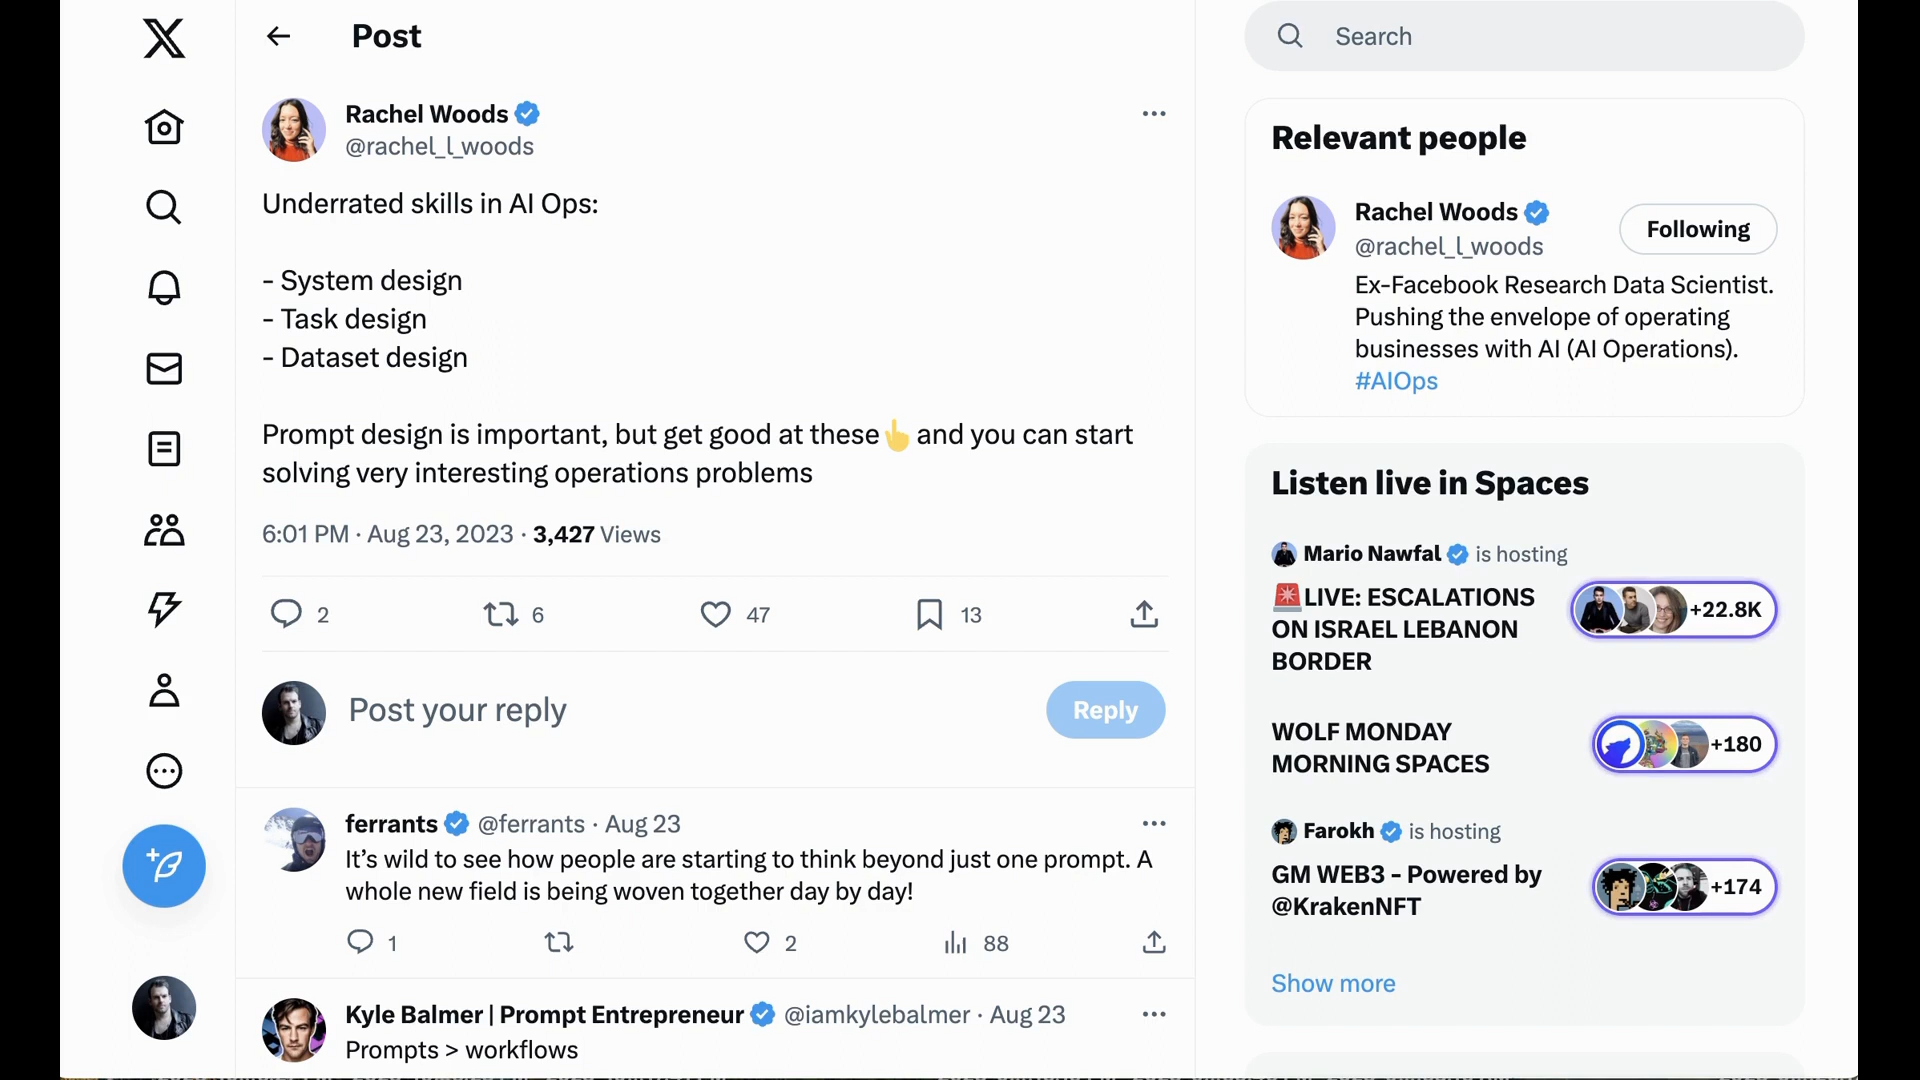 Post
Rachel Woods
@rachel_l_woods
Underrated skills in AI Ops:
- System design
- Task design
- Dataset design
Prompt design is important, but get good at these👆 and you can start
solving very interesting operations problems
6:01 PM · Aug 23, 2023 · 3,427 Views
2 6 47 13
Post your reply
Reply
ferrants @ferrants · Aug 23
It’s wild to see how people are starting to think beyond just one prompt. A
whole new field is being woven together day by day!
1 2 88
Kyle Balmer | Prompt Entrepreneur @iamkylebalmer · Aug 23
Prompts > workflows
Search
Relevant people
Rachel Woods
@rachel_l_woods
Following
Ex-Facebook Research Data Scientist.
Pushing the envelope of operating
businesses with AI (AI Operations).
#AIOps
Listen live in Spaces
Mario Nawfal is hosting
🚨LIVE: ESCALATIONS
ON ISRAEL LEBANON
BORDER
+22.8K
WOLF MONDAY
MORNING SPACES
+180
Farokh is hosting
GM WEB3 - Powered by
@KrakenNFT
+174
Show more